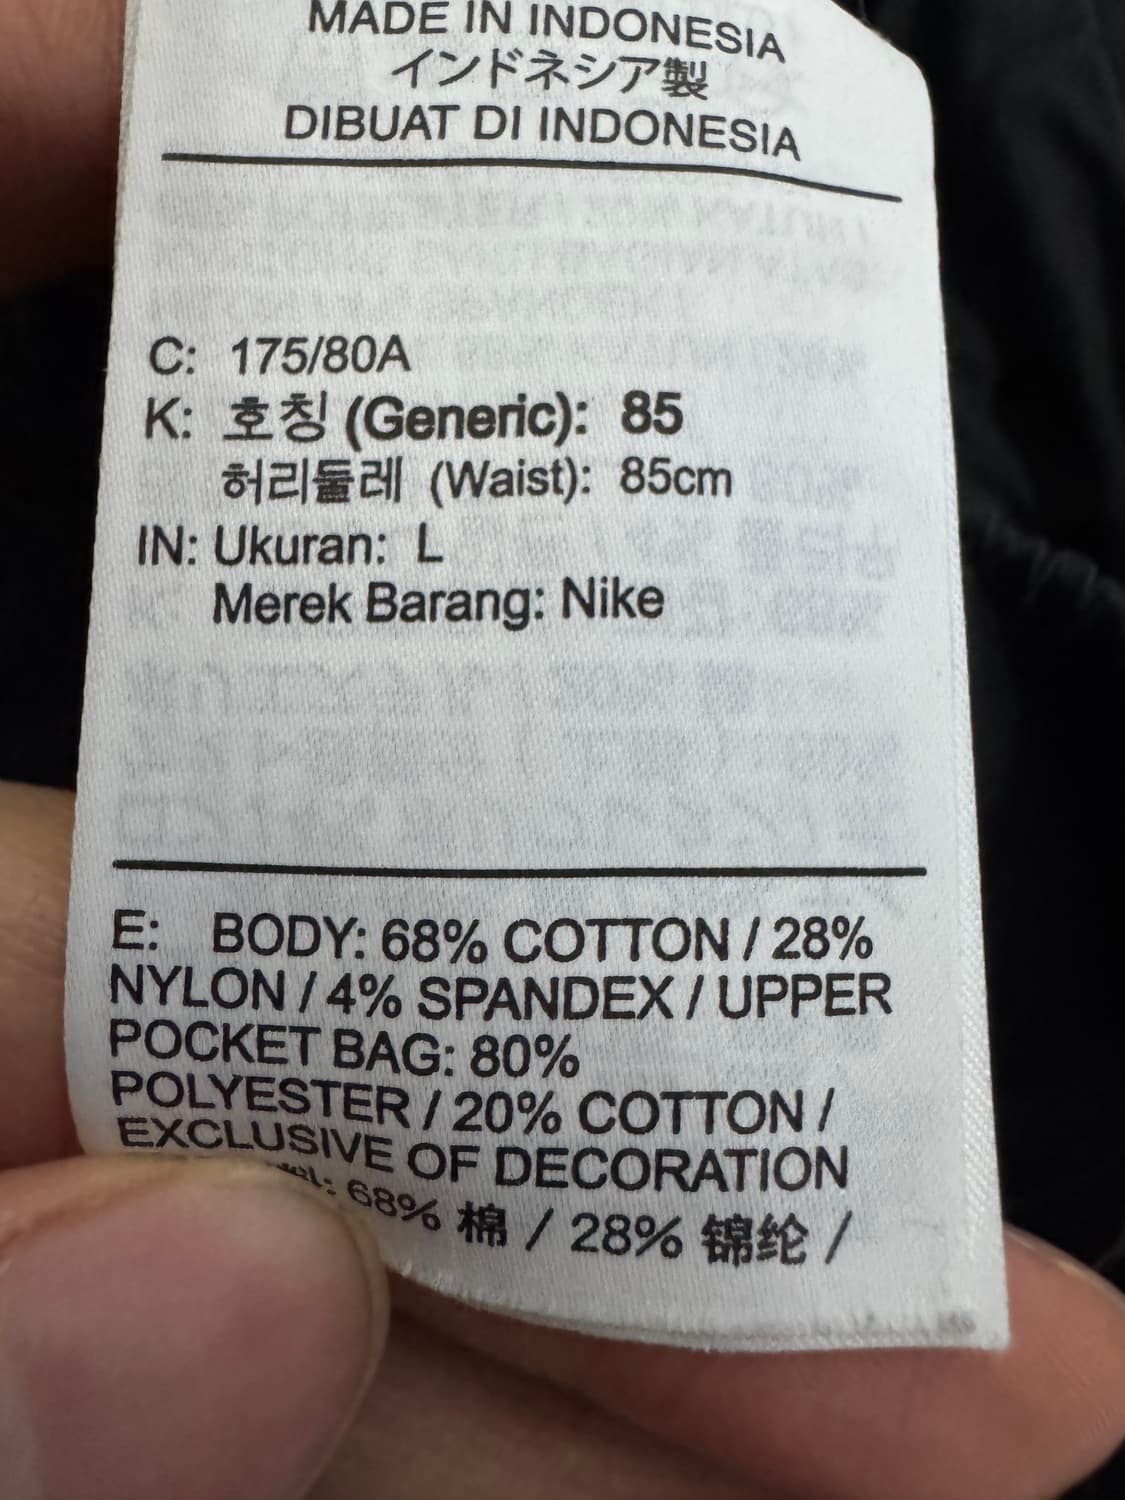 MADE IN INDONESIA
インドネシア製
DIBUAT DI INDONESIA
C: 175/80A
K: 호칭 (Generic): 85
허리둘레 (Waist): 85cm
IN: Ukuran: L
Merek Barang: Nike
E: BODY: 68% COTTON / 28%
NYLON / 4% SPANDEX / UPPER
POCKET BAG: 80%
POLYESTER / 20% COTTON /
EXCLUSIVE OF DECORATION
68% 棉 / 28% 锦纶 /